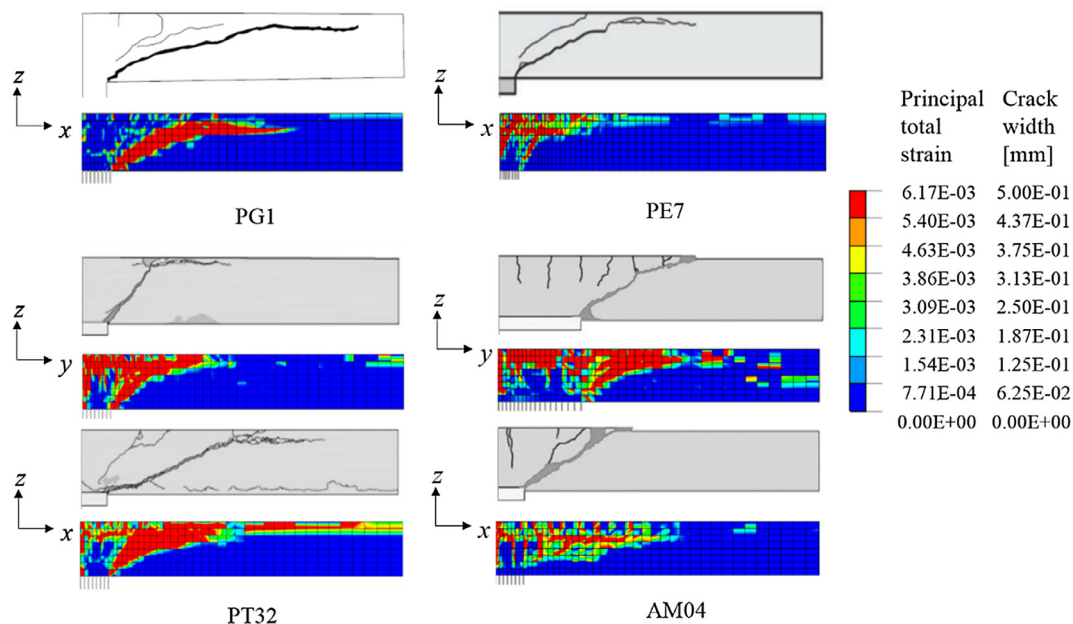 z
x
PG1
z
x
PE7
Principal total strain
Crack width [mm]
6.17E-03 5.00E-01
5.40E-03 4.37E-01
4.63E-03 3.75E-01
3.86E-03 3.13E-01
3.09E-03 2.50E-01
2.31E-03 1.87E-01
1.54E-03 1.25E-01
7.71E-04 6.25E-02
0.00E+00 0.00E+00
z
y
z
x
PT32
z
y
z
x
AM04